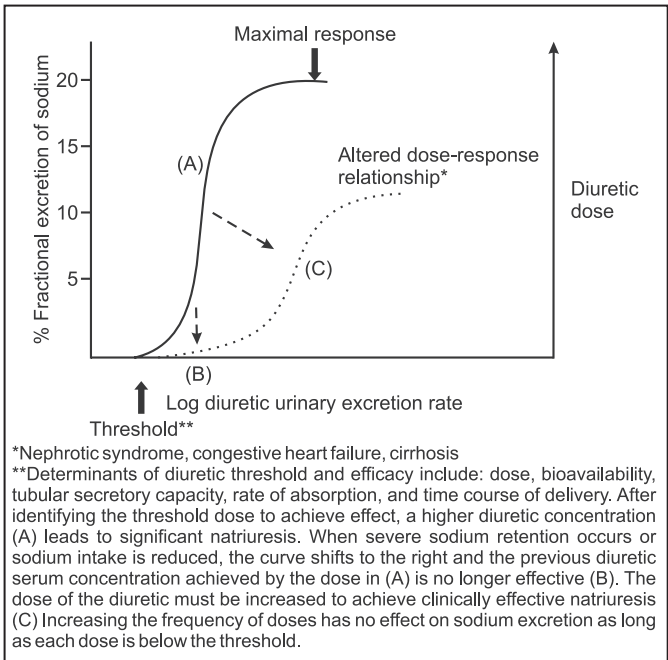 Maximal response
20
(A)
15
Altered dose-response
relationship*
% Fractional excretion of sodium
10
Diuretic
dose
(C)
5
(B)
Log diuretic urinary excretion rate
Threshold**
*Nephrotic syndrome, congestive heart failure, cirrhosis
**Determinants of diuretic threshold and efficacy include: dose, bioavailability,
tubular secretory capacity, rate of absorption, and time course of delivery. After
identifying the threshold dose to achieve effect, a higher diuretic concentration
(A) leads to significant natriuresis. When severe sodium retention occurs or
sodium intake is reduced, the curve shifts to the right and the previous diuretic
serum concentration achieved by the dose in (A) is no longer effective (B). The
dose of the diuretic must be increased to achieve clinically effective natriuresis
(C) Increasing the frequency of doses has no effect on sodium excretion as long
as each dose is below the threshold.